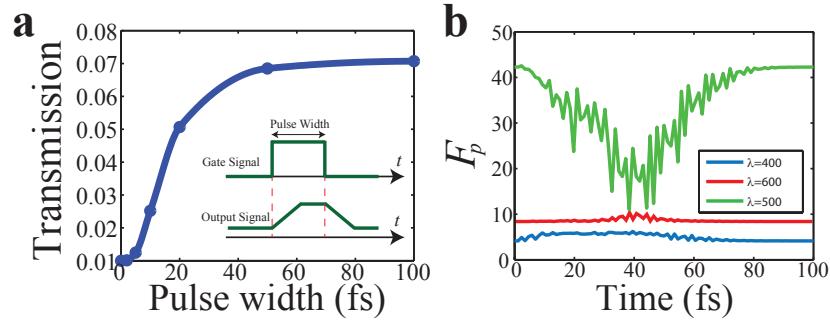 a
Transmission
0.08
0.07
0.06
0.05
0.04
0.03
0.02
0.01
0
20
40
60
80
100
Pulse width (fs)
Pulse Width
Gate Signal
t
Output Signal
t
b
F_p
50
40
30
20
10
0
0
20
40
60
80
100
Time (fs)
λ=400
λ=600
λ=500